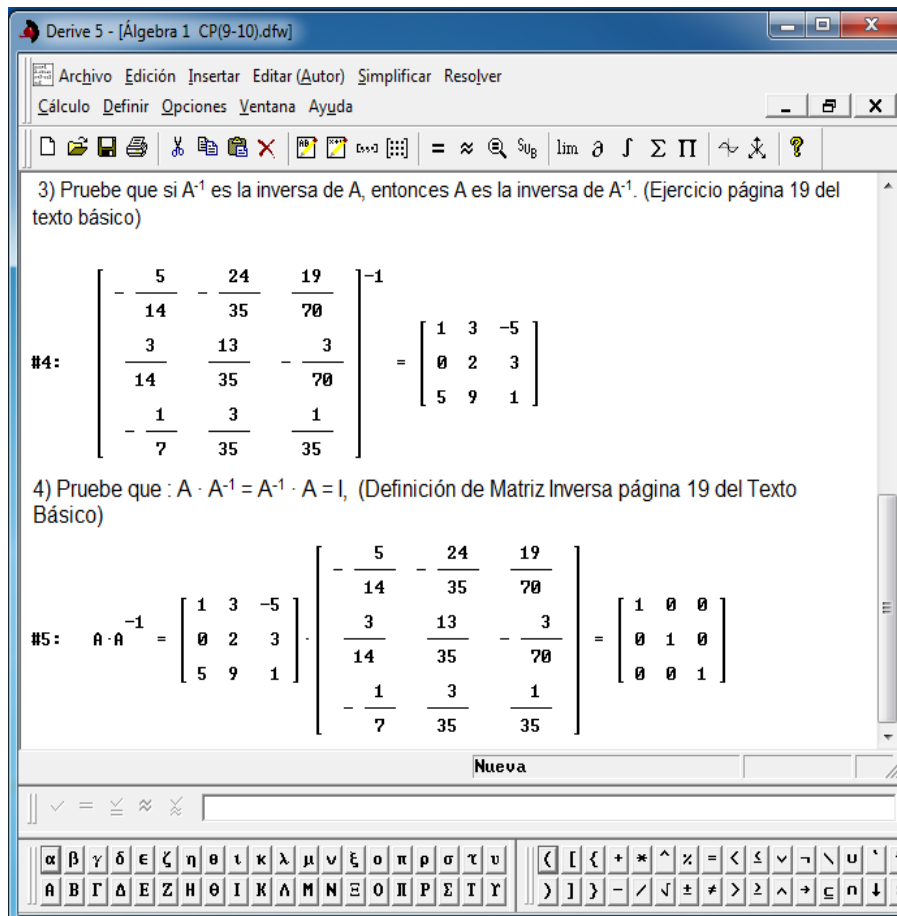 Derive 5 - [Álgebra 1 CP(9-10).dfw]
Archivo Edición Insertar Editar (Autor) Simplificar Resolver
Cálculo Definir Opciones Ventana Ayuda
= ≈ SUB lim ∂ ∫ Σ Π ?
3) Pruebe que si A⁻¹ es la inversa de A, entonces A es la inversa de A⁻¹. (Ejercicio página 19 del
texto básico)
#4: [ -5/14 -24/35 19/70 ; 3/14 13/35 -3/70 ; -1/7 3/35 1/35 ]⁻¹ = [ 1 3 -5 ; 0 2 3 ; 5 9 1 ]
4) Pruebe que : A · A⁻¹ = A⁻¹ · A = I, (Definición de Matriz Inversa página 19 del Texto
Básico)
#5: A·A⁻¹ = [ 1 3 -5 ; 0 2 3 ; 5 9 1 ] · [ -5/14 -24/35 19/70 ; 3/14 13/35 -3/70 ; -1/7 3/35 1/35 ] = [ 1 0 0 ; 0 1 0 ; 0 0 1 ]
Nueva
α β γ δ ε ζ η θ ι κ λ μ ν ξ ο π ρ σ τ υ ( [ { + * ^ % = < ≤ ∨ ¬ \ ∪ `
Α Β Γ Δ Ε Ζ Η Θ Ι Κ Λ Μ Ν Ξ Ο Π Ρ Σ Τ Υ ) ] } - / √ ± ≠ > ≥ ∧ → ⊆ ∩ ↓